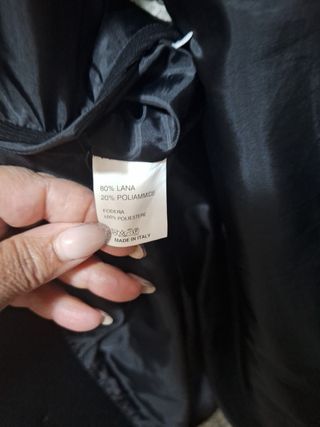 80% LANA
20% POLIAMMIDE
FODERA
100% POLIESTERE
MADE IN ITALY